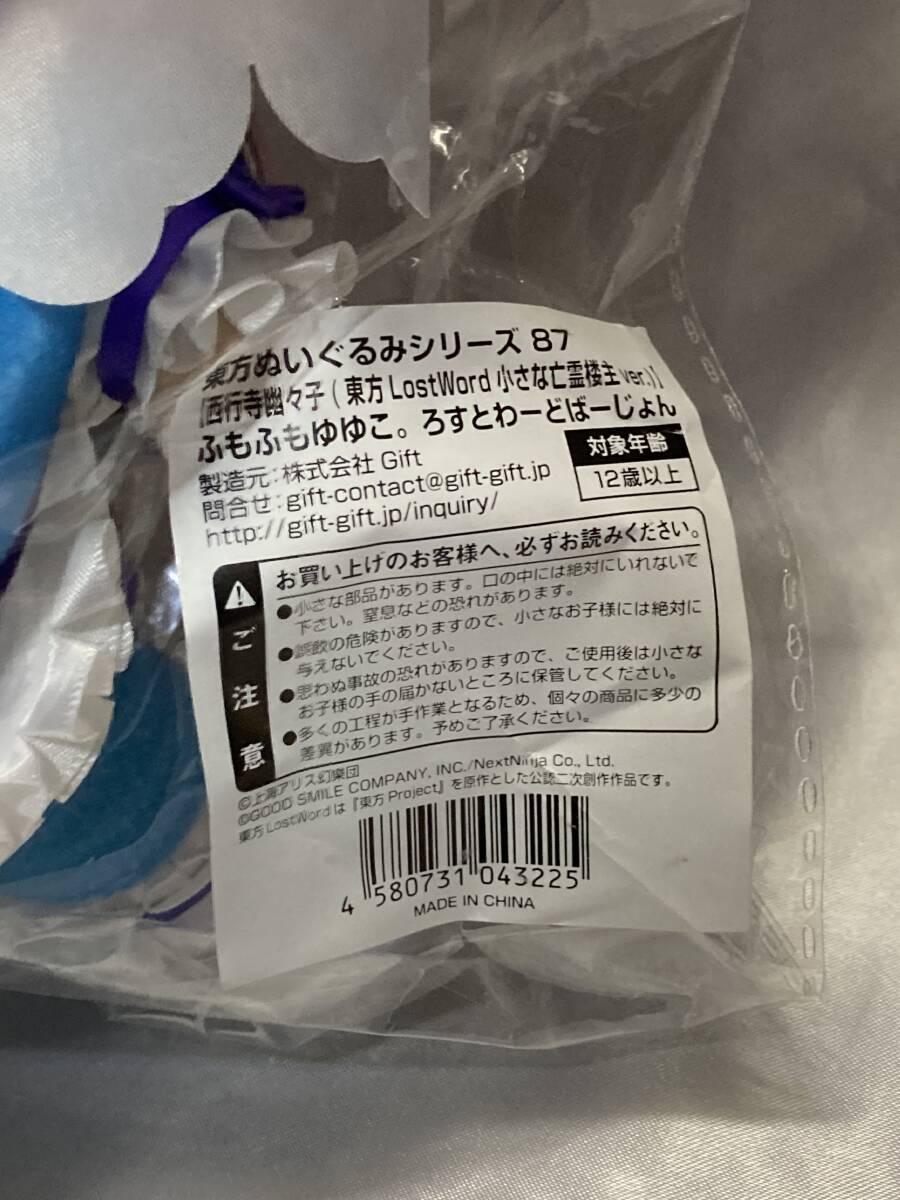 東方ぬいぐるみシリーズ 87
【西行寺幽々子 ( 東方 LostWord 小さな亡霊楼主 ver.)】
ふもふもゆゆこ。ろすとわーどばーじょん
製造元:株式会社 Gift
問合せ:gift-contact@gift-gift.jp
http://gift-gift.jp/inquiry/
対象年齢
12歳以上
ご注意
お買い上げのお客様へ、必ずお読みください。
●小さな部品があります。口の中には絶対にいれないで
下さい。窒息などの恐れがあります。
●誤飲の危険がありますので、小さなお子様には絶対に
与えないでください。
●思わぬ事故の恐れがありますので、ご使用後は小さな
お子様の手の届かないところに保管してください。
●多くの工程が手作業となるため、個々の商品に多少の
差異があります。予めご了承ください。
©上海アリス幻樂団
©GOOD SMILE COMPANY, INC./NextNinja Co., Ltd.
東方 LostWord は『東方 Project』を原作とした公認二次創作作品です。
4 580731 043225
MADE IN CHINA